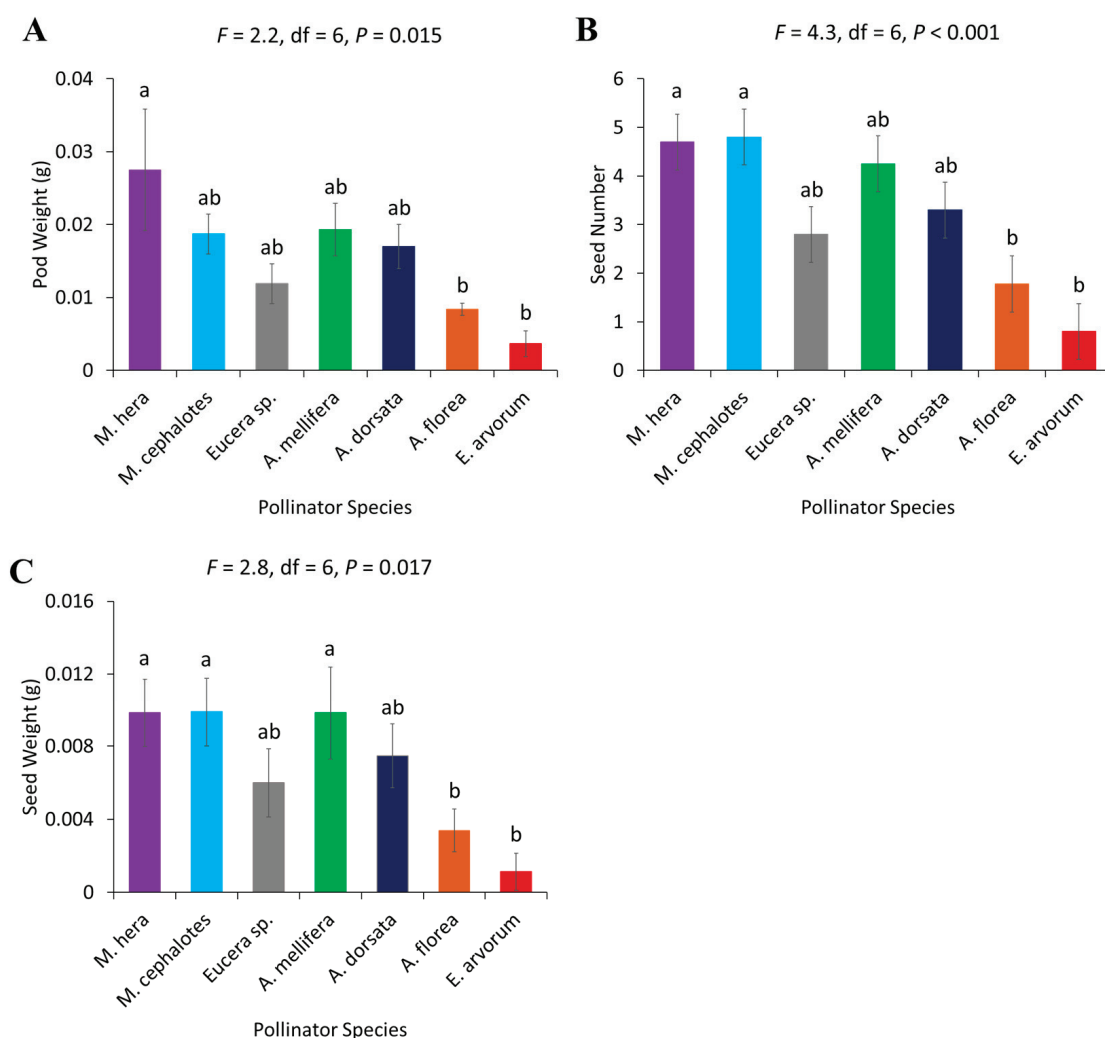 A
F = 2.2, df = 6, P = 0.015
0.04
0.03
0.02
0.01
0
Pod Weight (g)
a
ab
ab
ab
ab
b
b
M. hera
M. cephalotes
Eucera sp.
A. mellifera
A. dorsata
A. florea
E. arvorum
Pollinator Species
B
F = 4.3, df = 6, P < 0.001
6
5
4
3
2
1
0
Seed Number
a
a
ab
ab
ab
b
b
M. hera
M. cephalotes
Eucera sp.
A. mellifera
A. dorsata
A. florea
E. arvorum
Pollinator Species
C
F = 2.8, df = 6, P = 0.017
0.016
0.012
0.008
0.004
0
Seed Weight (g)
a
a
ab
a
ab
b
b
M. hera
M. cephalotes
Eucera sp.
A. mellifera
A. dorsata
A. florea
E. arvorum
Pollinator Species